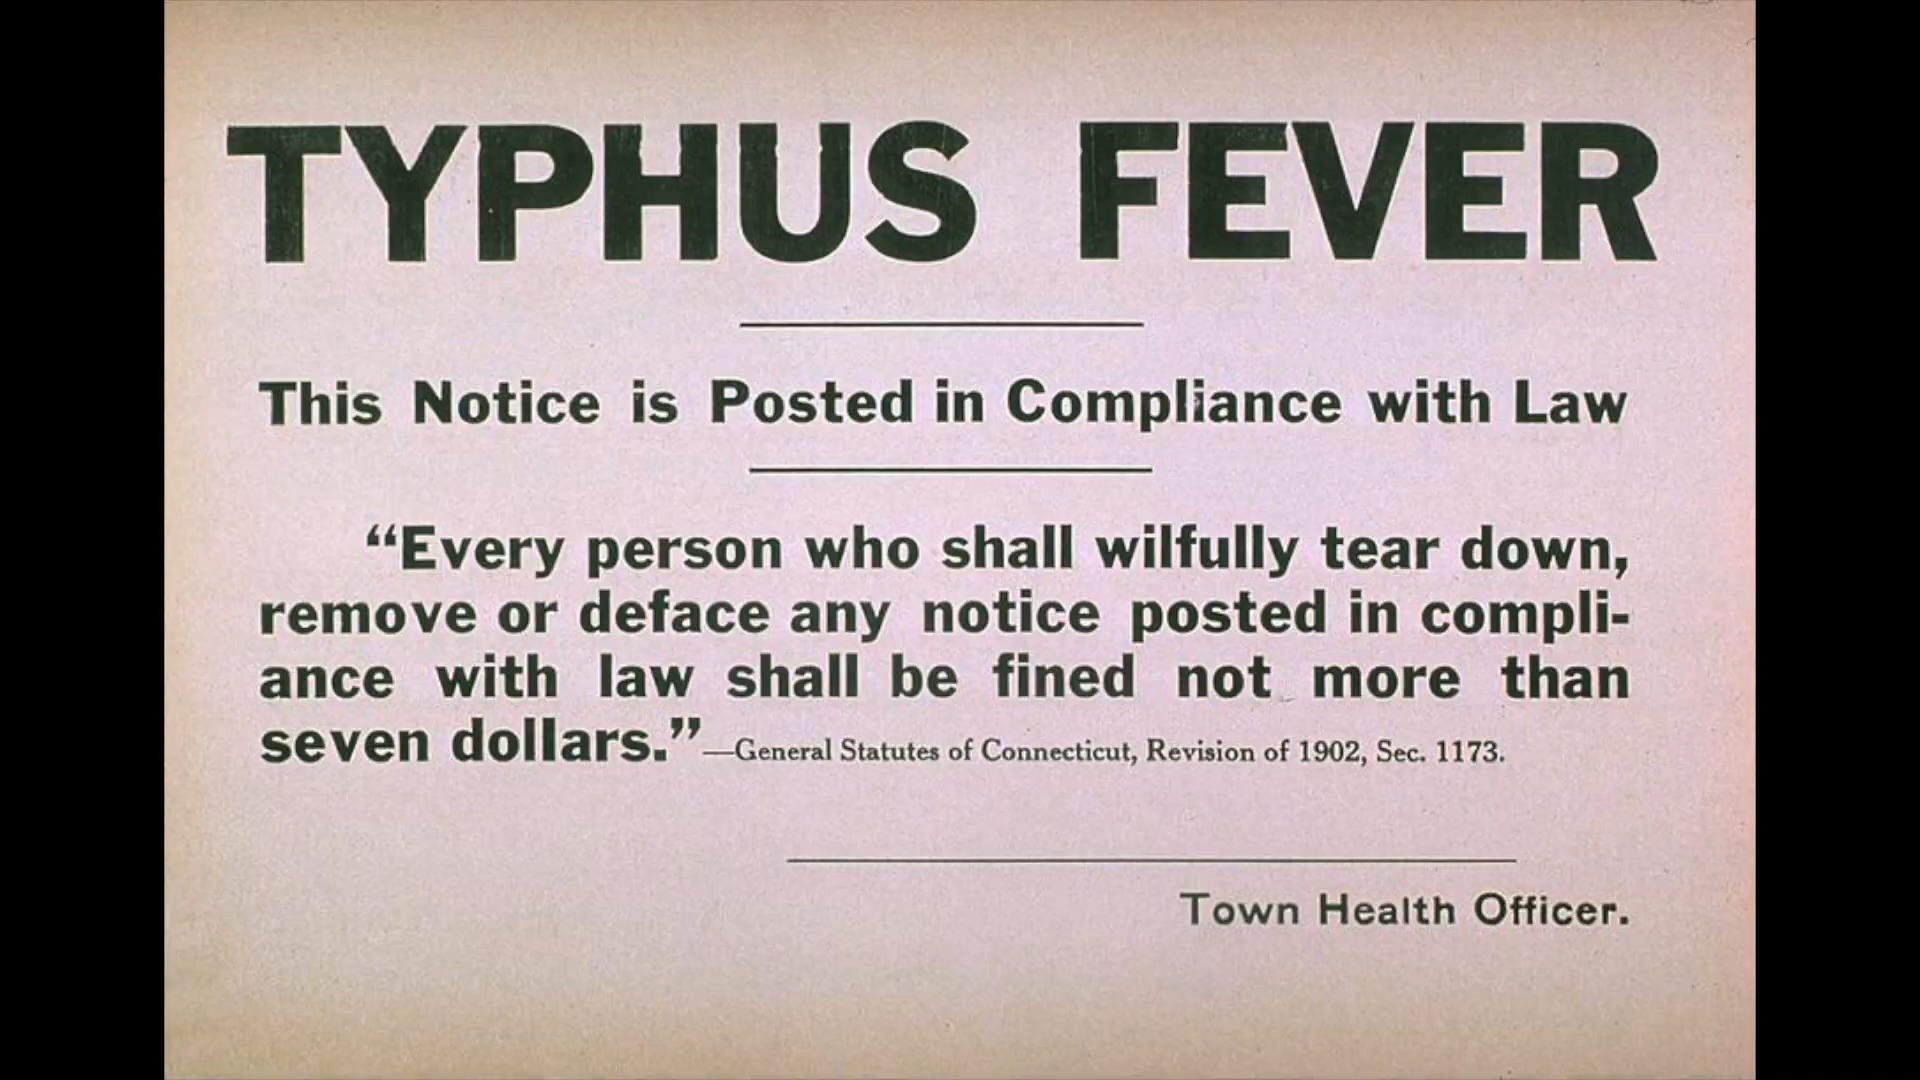 TYPHUS FEVER
This Notice is Posted in Compliance with Law
“Every person who shall wilfully tear down,
remove or deface any notice posted in compli-
ance with law shall be fined not more than
seven dollars.”—General Statutes of Connecticut, Revision of 1902, Sec. 1173.
Town Health Officer.